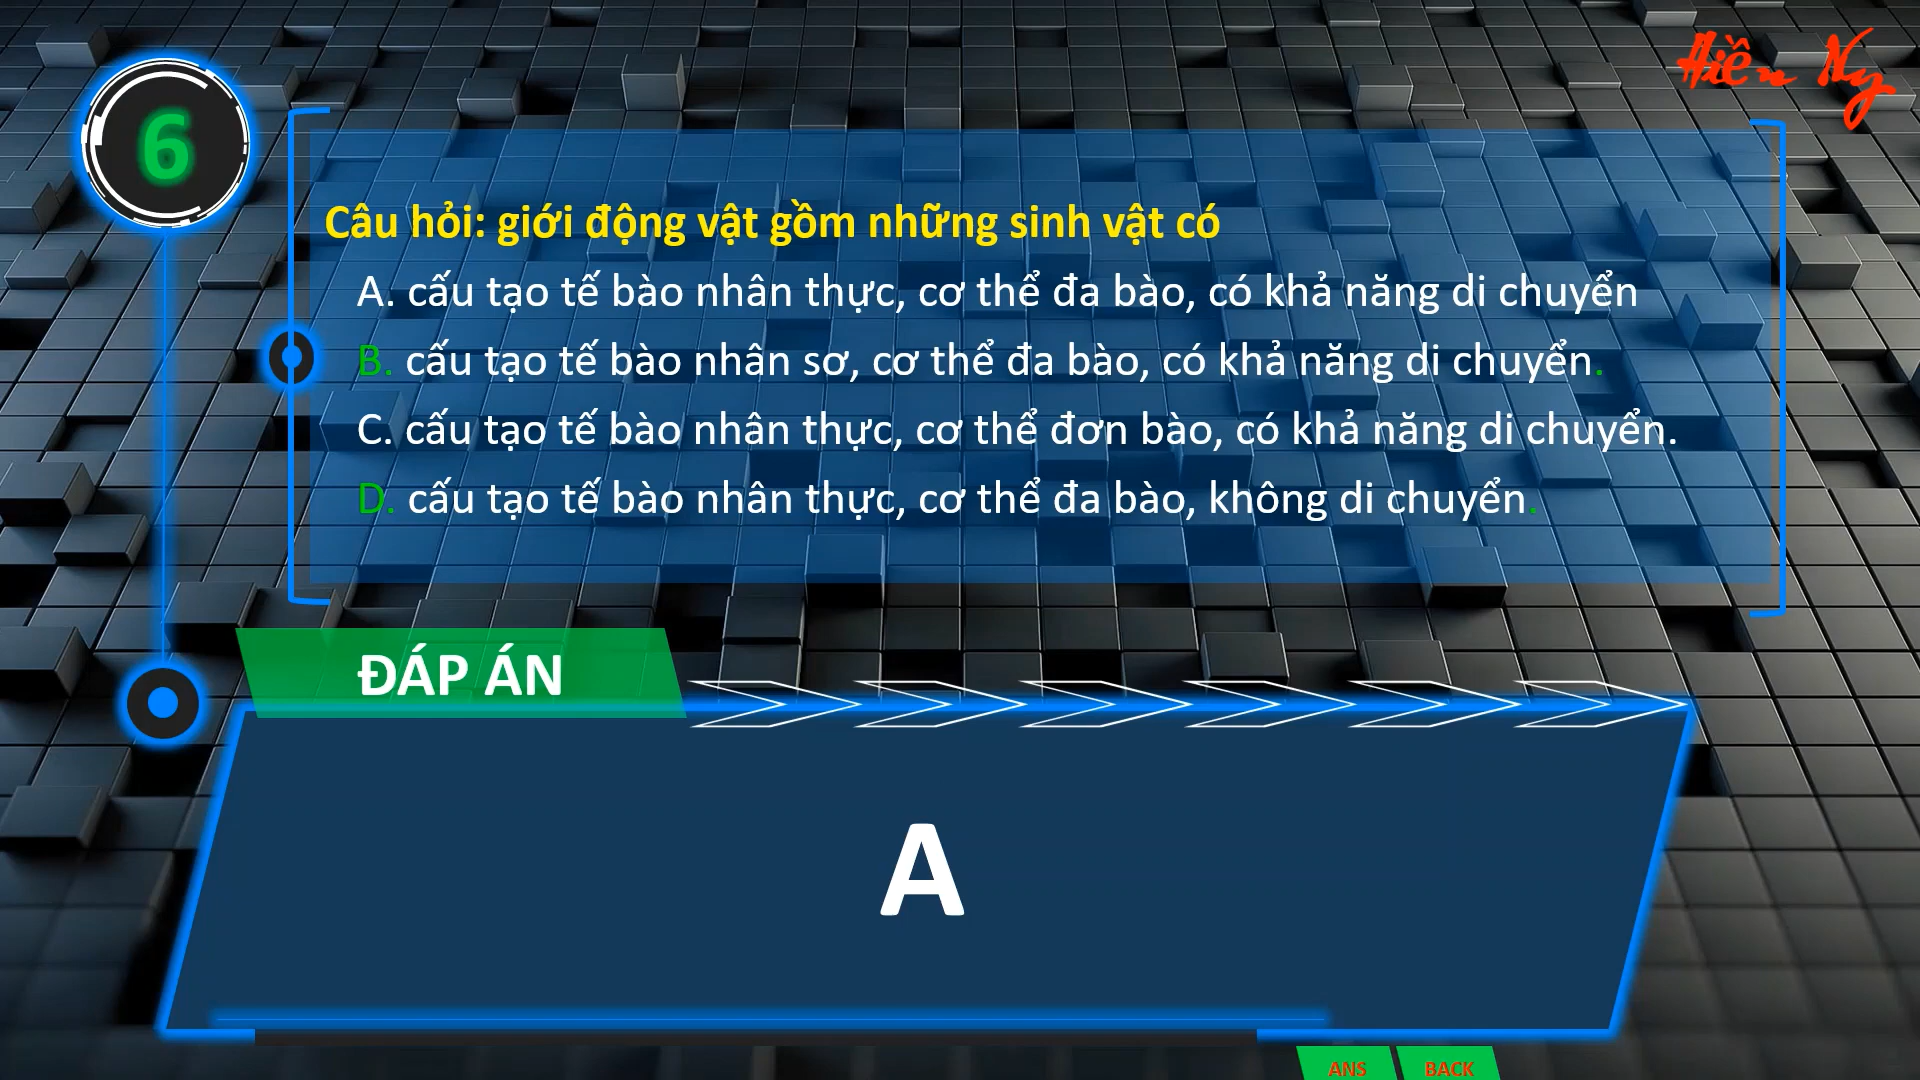 Hiền Ny
6
Câu hỏi: giới động vật gồm những sinh vật có
A. cấu tạo tế bào nhân thực, cơ thể đa bào, có khả năng di chuyển
B. cấu tạo tế bào nhân sơ, cơ thể đa bào, có khả năng di chuyển.
C. cấu tạo tế bào nhân thực, cơ thể đơn bào, có khả năng di chuyển.
D. cấu tạo tế bào nhân thực, cơ thể đa bào, không di chuyển.
ĐÁP ÁN
A
ANS BACK